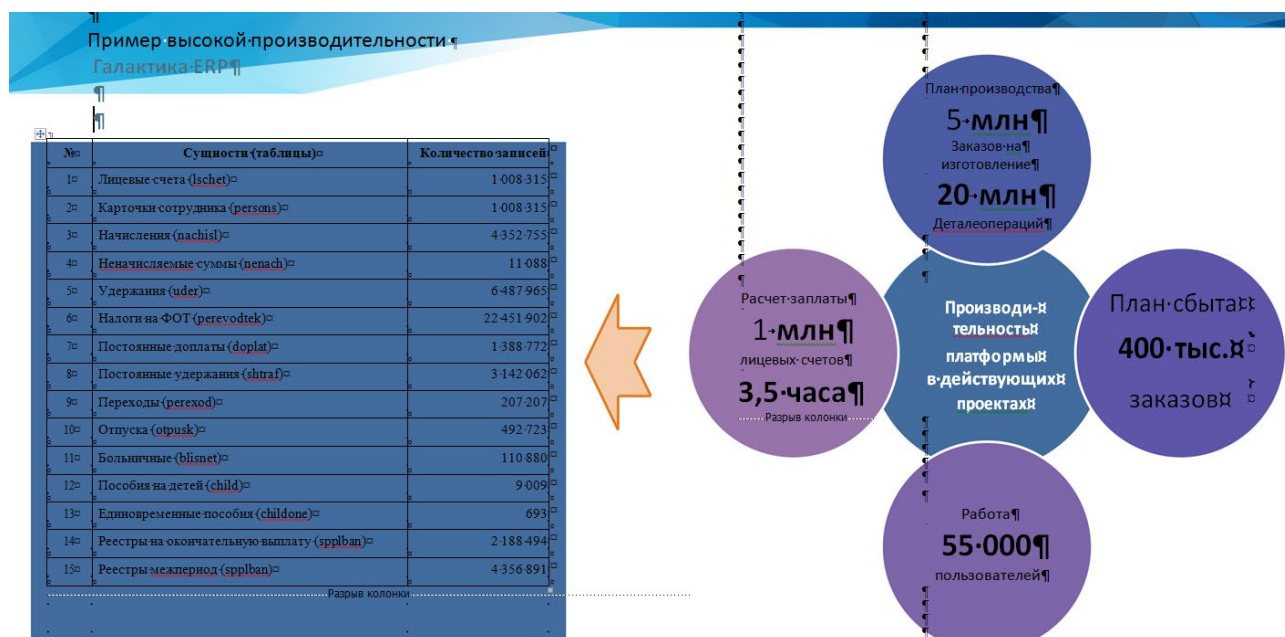 Пример высокой производительности
Галактика ERP
№ Сущности (таблицы) Количество записей
1 Лицевые счета (lschet) 1 008 315
2 Карточки сотрудника (persons) 1 008 315
3 Начисления (nachisl) 4 352 755
4 Неначисляемые суммы (nenach) 11 088
5 Удержания (uder) 6 487 965
6 Налоги на ФОТ (perevodtek) 22 451 902
7 Постоянные доплаты (doplat) 1 388 772
8 Постоянные удержания (shtraf) 3 142 062
9 Переходы (perexod) 207 207
10 Отпуска (otpusk) 492 723
11 Больничные (blisnet) 110 880
12 Пособия на детей (child) 9 009
13 Единовременные пособия (childone) 693
14 Реестры на окончательную выплату (spplban) 2 188 494
15 Реестры межпериод (spplban) 4 356 891
Разрыв колонки
План производства
5 млн
Заказов на
изготовление
20 млн
Деталеопераций
Расчет заплаты
1 млн
лицевых счетов
3,5 часа
Разрыв колонки
Производи-
тельность
платформы
в действующих
проектах
План сбыта
400 тыс.
заказов
Работа
55 000
пользователей